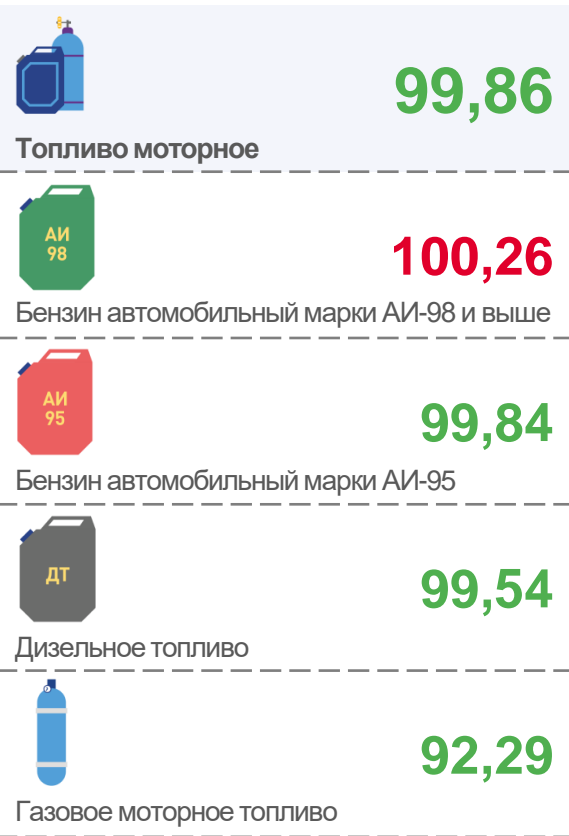 99,86
Топливо моторное
АИ
98
100,26
Бензин автомобильный марки АИ-98 и выше
АИ
95
99,84
Бензин автомобильный марки АИ-95
ДТ
99,54
Дизельное топливо
92,29
Газовое моторное топливо